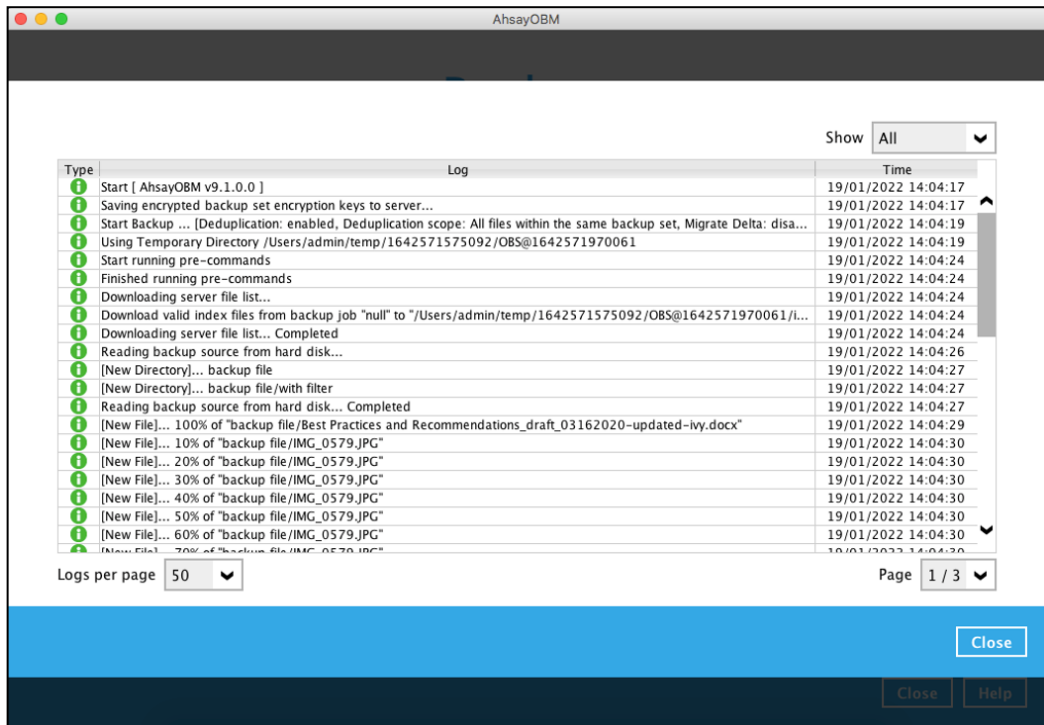 AhsayOBM
Show All
Type Log Time
Start [ AhsayOBM v9.1.0.0 ] 19/01/2022 14:04:17
Saving encrypted backup set encryption keys to server... 19/01/2022 14:04:17
Start Backup ... [Deduplication: enabled, Deduplication scope: All files within the same backup set, Migrate Delta: disa... 19/01/2022 14:04:19
Using Temporary Directory /Users/admin/temp/1642571575092/OBS@1642571970061 19/01/2022 14:04:19
Start running pre-commands 19/01/2022 14:04:24
Finished running pre-commands 19/01/2022 14:04:24
Downloading server file list... 19/01/2022 14:04:24
Download valid index files from backup job "null" to "/Users/admin/temp/1642571575092/OBS@1642571970061/i... 19/01/2022 14:04:24
Downloading server file list... Completed 19/01/2022 14:04:24
Reading backup source from hard disk... 19/01/2022 14:04:26
[New Directory]... backup file 19/01/2022 14:04:27
[New Directory]... backup file/with filter 19/01/2022 14:04:27
Reading backup source from hard disk... Completed 19/01/2022 14:04:27
[New File]... 100% of "backup file/Best Practices and Recommendations_draft_03162020-updated-ivy.docx" 19/01/2022 14:04:29
[New File]... 10% of "backup file/IMG_0579.JPG" 19/01/2022 14:04:30
[New File]... 20% of "backup file/IMG_0579.JPG" 19/01/2022 14:04:30
[New File]... 30% of "backup file/IMG_0579.JPG" 19/01/2022 14:04:30
[New File]... 40% of "backup file/IMG_0579.JPG" 19/01/2022 14:04:30
[New File]... 50% of "backup file/IMG_0579.JPG" 19/01/2022 14:04:30
[New File]... 60% of "backup file/IMG_0579.JPG" 19/01/2022 14:04:30
[New File]... 70% of "backup file/IMG_0579.JPG" 19/01/2022 14:04:30
Logs per page 50 Page 1 / 3
Close
Close Help